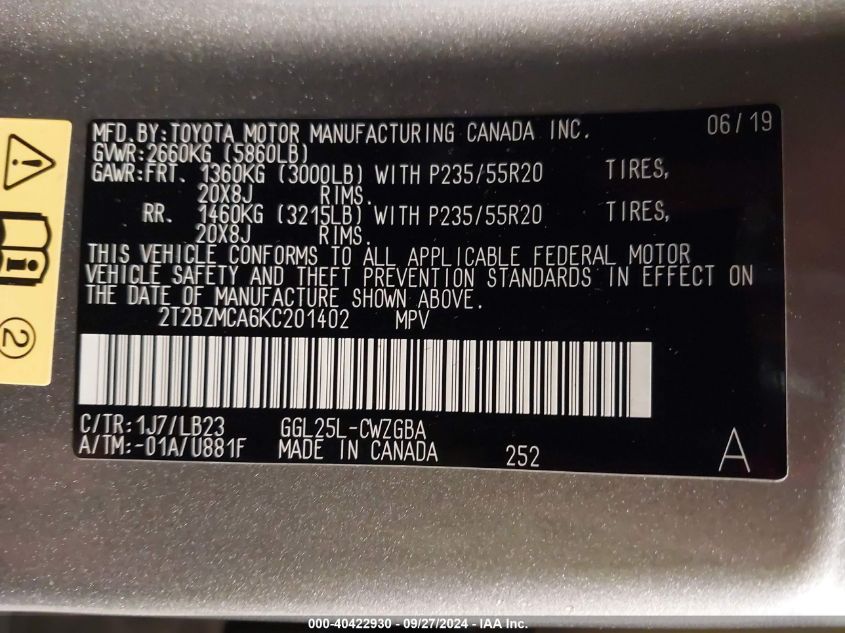 MFD.BY:TOYOTA MOTOR MANUFACTURING CANADA INC. 06/19
GVWR:2660KG (5860LB)
GAWR:FRT. 1360KG (3000LB) WITH P235/55R20 TIRES,
20X8J RIMS.
RR. 1460KG (3215LB) WITH P235/55R20 TIRES,
20X8J RIMS.
THIS VEHICLE CONFORMS TO ALL APPLICABLE FEDERAL MOTOR
VEHICLE SAFETY AND THEFT PREVENTION STANDARDS IN EFFECT ON
THE DATE OF MANUFACTURE SHOWN ABOVE.
2T2BZMCA6KC201402 MPV
C/TR:1J7/LB23 GGL25L-CWZGBA
A/TM:-01A/U881F MADE IN CANADA 252 A
2
000-40422930 - 09/27/2024 - IAA Inc.